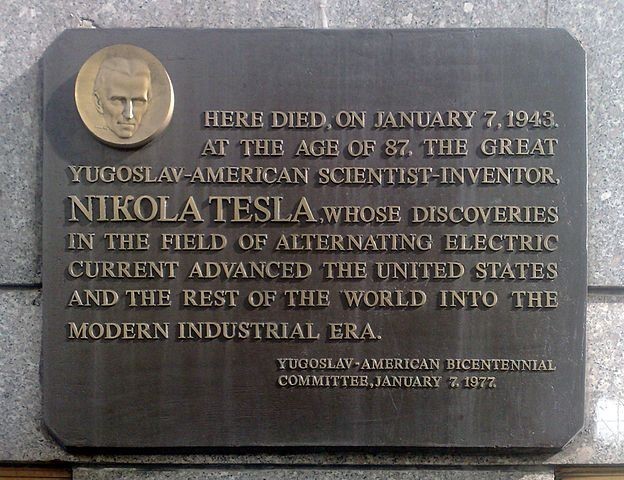 HERE DIED, ON JANUARY 7, 1943.
AT THE AGE OF 87, THE GREAT
YUGOSLAV-AMERICAN SCIENTIST-INVENTOR,
NIKOLA TESLA, WHOSE DISCOVERIES
IN THE FIELD OF ALTERNATING ELECTRIC
CURRENT ADVANCED THE UNITED STATES
AND THE REST OF THE WORLD INTO THE
MODERN INDUSTRIAL ERA.
YUGOSLAV-AMERICAN BICENTENNIAL
COMMITTEE, JANUARY 7. 1977.